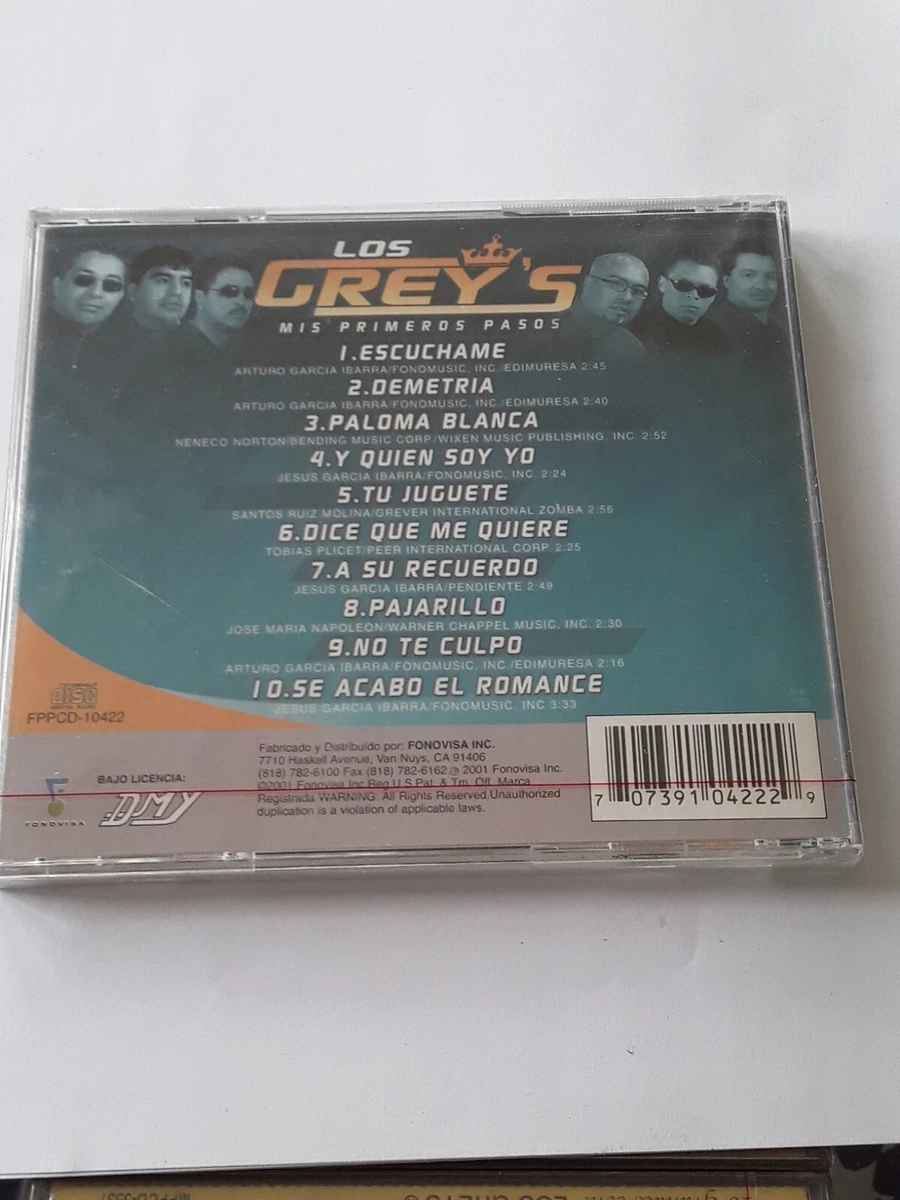 LOS
GREY'S
MIS PRIMEROS PASOS
1.ESCUCHAME
ARTURO GARCIA IBARRA/FONOMUSIC, INC./EDIMURESA 2:45
2.DEMETRIA
ARTURO GARCIA IBARRA/FONOMUSIC, INC./EDIMURESA 2:40
3.PALOMA BLANCA
NENECO NORTON/BENDING MUSIC CORP/WIXEN MUSIC PUBLISHING, INC. 2:52
4.Y QUIEN SOY YO
JESUS GARCIA IBARRA/FONOMUSIC, INC. 2:24
5.TU JUGUETE
SANTOS RUIZ MOLINA/GREVER INTERNATIONAL ZOMBA 2:56
6.DICE QUE ME QUIERE
TOBIAS PLICET/PEER INTERNATIONAL CORP. 2:25
7.A SU RECUERDO
JESUS GARCIA IBARRA/PENDIENTE 2:49
8.PAJARILLO
JOSE MARIA NAPOLEON/WARNER CHAPPEL MUSIC, INC. 2:30
9.NO TE CULPO
ARTURO GARCIA IBARRA/FONOMUSIC, INC./EDIMURESA 2:16
10.SE ACABO EL ROMANCE
JESUS GARCIA IBARRA/FONOMUSIC, INC 3:33
COMPACT
disc
DIGITAL AUDIO
FPPCD-10422
FONOVISA
BAJO LICENCIA:
DMY
Fabricado y Distribuido por: FONOVISA INC.
7710 Haskell Avenue, Van Nuys, CA 91406
(818) 782-6100 Fax (818) 782-6162 ℗ 2001 Fonovisa Inc.
©2001 Fonovisa Inc Reg U.S Pat. & Tm. Off. Marca
Registrada WARNING: All Rights Reserved.Unauthorized
duplication is a violation of applicable laws.
7 07391 04222 9